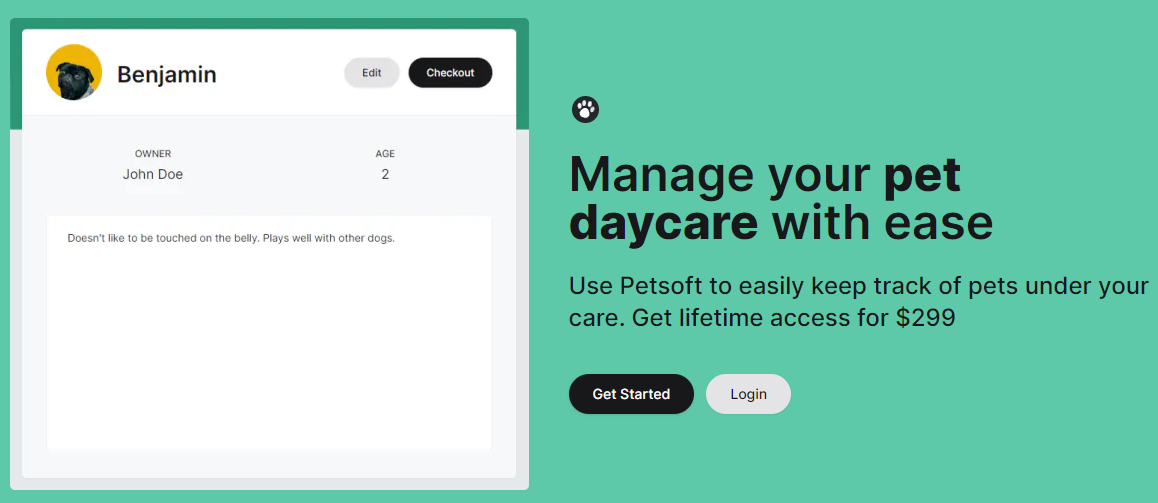 Benjamin
Edit
Checkout
OWNER
AGE
John Doe
2
Doesn't like to be touched on the belly. Plays well with other dogs.
Manage your pet
daycare with ease
Use Petsoft to easily keep track of pets under your
care. Get lifetime access for $299
Get Started
Login